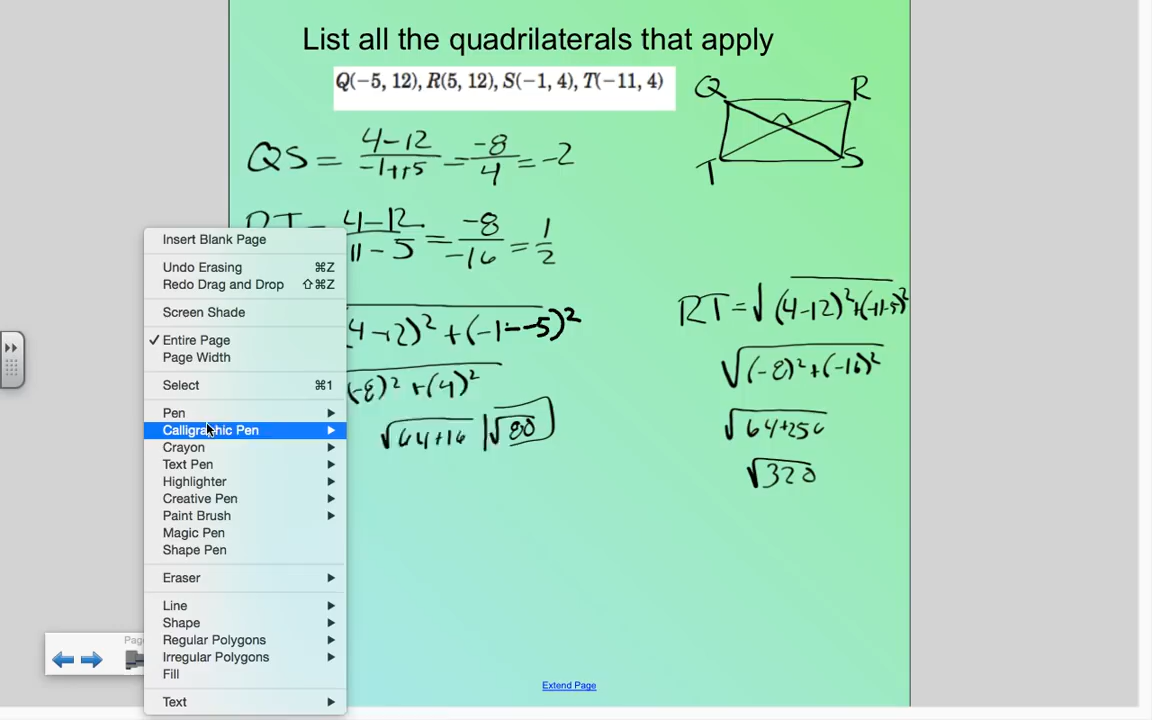 List all the quadrilaterals that apply
Q(−5, 12), R(5, 12), S(−1, 4), T(−11, 4)
Q R
T S
QS = 4-12 / -1++5 = -8 / 4 = -2
RT = 4-12 / 11-5 = -8 / -16 = 1 / 2
4-12)² + (-1--5)²
-8)² + (4)²
√64+16 √80
RT = √(4-12)²+(-11-5)²
√(-8)²+(-16)²
√64+256
√320
Insert Blank Page
Undo Erasing ⌘Z
Redo Drag and Drop ⇧⌘Z
Screen Shade
✓ Entire Page
Page Width
Select ⌘1
Pen
Calligraphic Pen
Crayon
Text Pen
Highlighter
Creative Pen
Paint Brush
Magic Pen
Shape Pen
Eraser
Line
Shape
Regular Polygons
Irregular Polygons
Fill
Text
Page
Extend Page